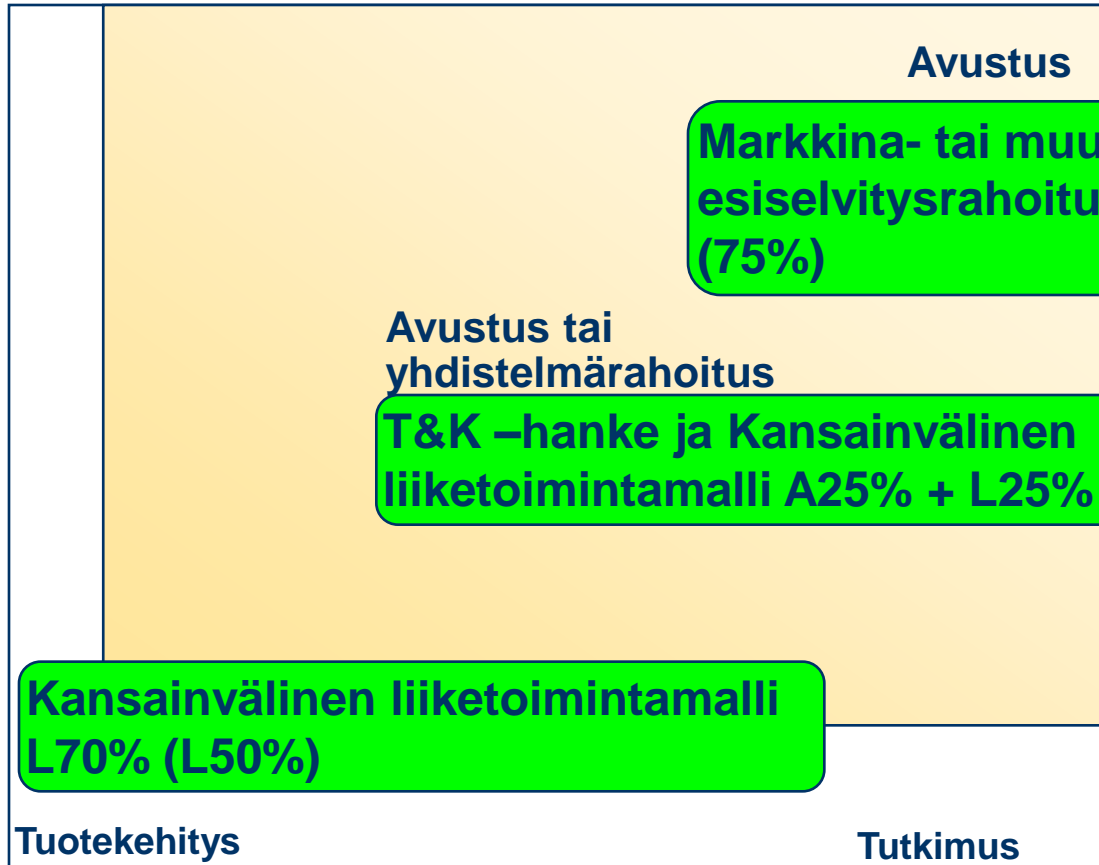 Avustus
Markkina- tai muu
esiselvitysrahoitu
(75%)
Avustus tai
yhdistelmärahoitus
T&K –hanke ja Kansainvälinen
liiketoimintamalli A25% + L25%
Kansainvälinen liiketoimintamalli
L70% (L50%)
Tuotekehitys
Tutkimus